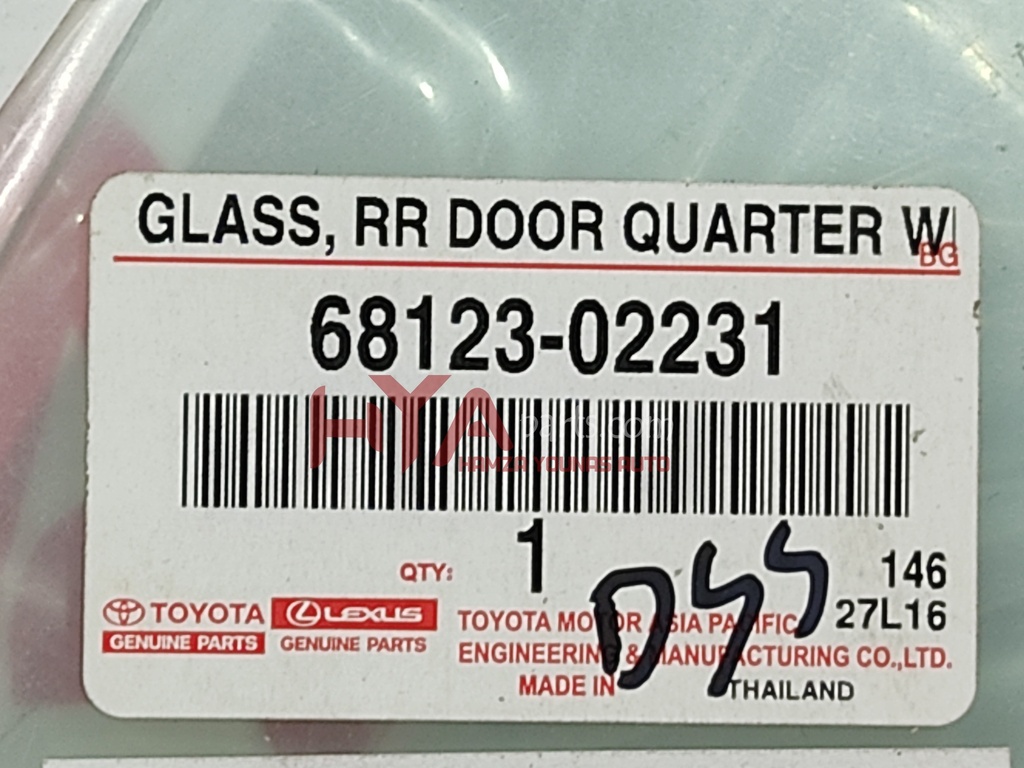 GLASS, RR DOOR QUARTER WI
BG
68123-02231
HYA parts.com
HAMZA YOUNAS AUTO
QTY: 1
146
27L16
TOYOTA
GENUINE PARTS
LEXUS
GENUINE PARTS
TOYOTA MOTOR ASIA PACIFIC
ENGINEERING & MANUFACTURING CO.,LTD.
MADE IN THAILAND